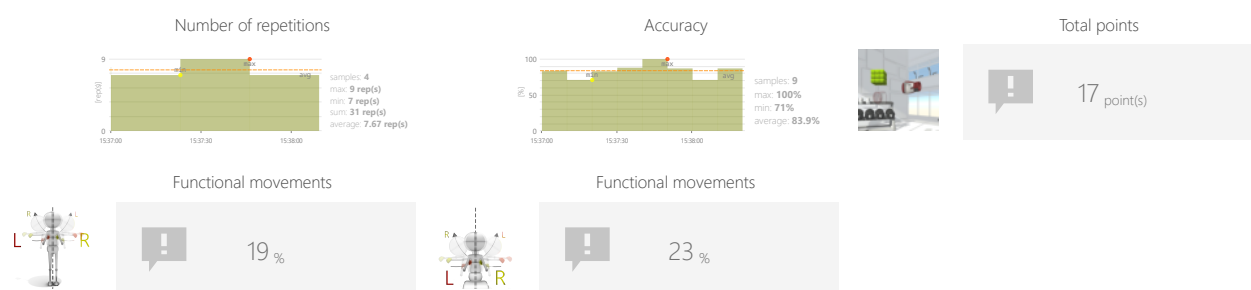 Number of repetitions
9
min
max
avg
[rep(s)]
0
15:37:00
15:37:30
15:38:00
samples: 4
max: 9 rep(s)
min: 7 rep(s)
sum: 31 rep(s)
average: 7.67 rep(s)
Accuracy
100
min
max
avg
[%]
50
0
15:37:00
15:37:30
15:38:00
samples: 9
max: 100%
min: 71%
average: 83.9%
Total points
17 point(s)
Functional movements
R L
L R
19 %
Functional movements
R L
L R
23 %